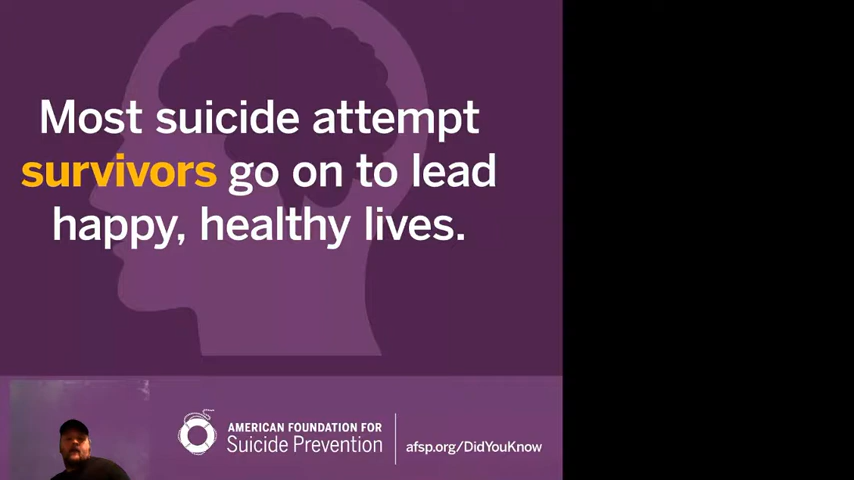 Most suicide attempt
survivors go on to lead
happy, healthy lives.
AMERICAN FOUNDATION FOR
Suicide Prevention
afsp.org/DidYouKnow